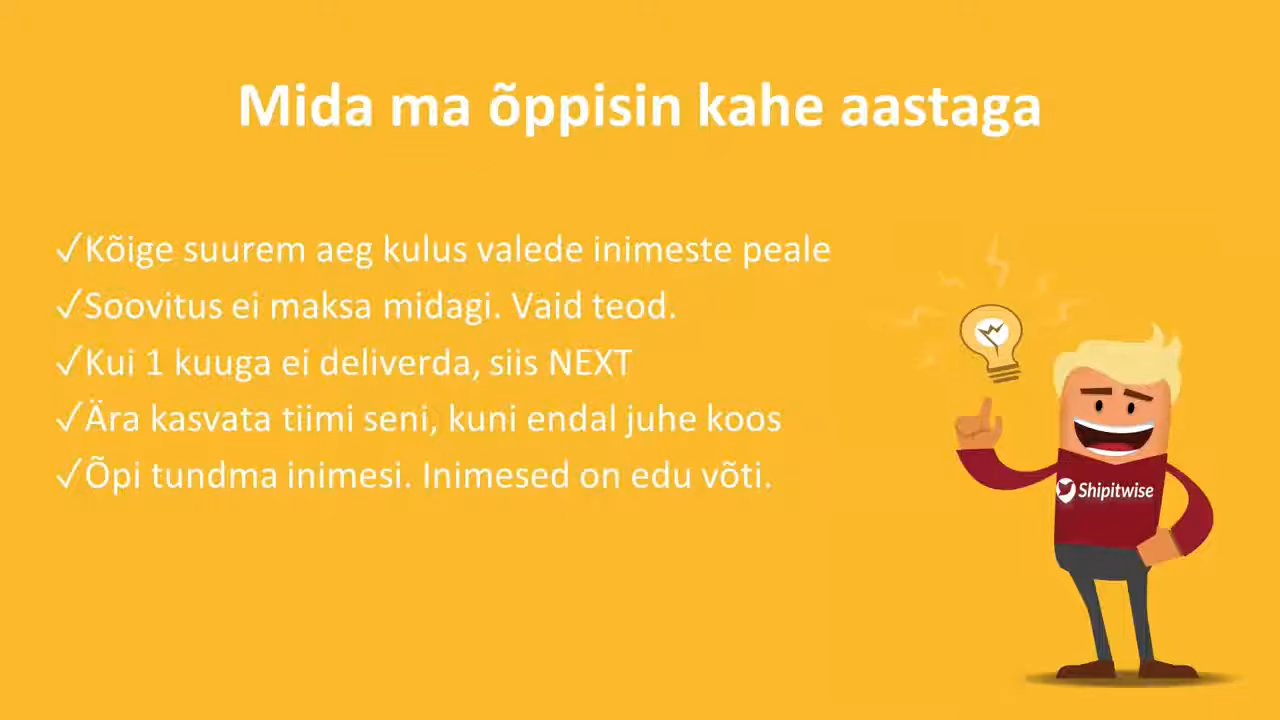 Mida ma õppisin kahe aastaga
✓Kõige suurem aeg kulus valede inimeste peale
✓Soovitus ei maksa midagi. Vaid teod.
✓Kui 1 kuuga ei deliverda, siis NEXT
✓Ära kasvata tiimi seni, kuni endal juhe koos
✓Õpi tundma inimesi. Inimesed on edu võti.
Shipitwise